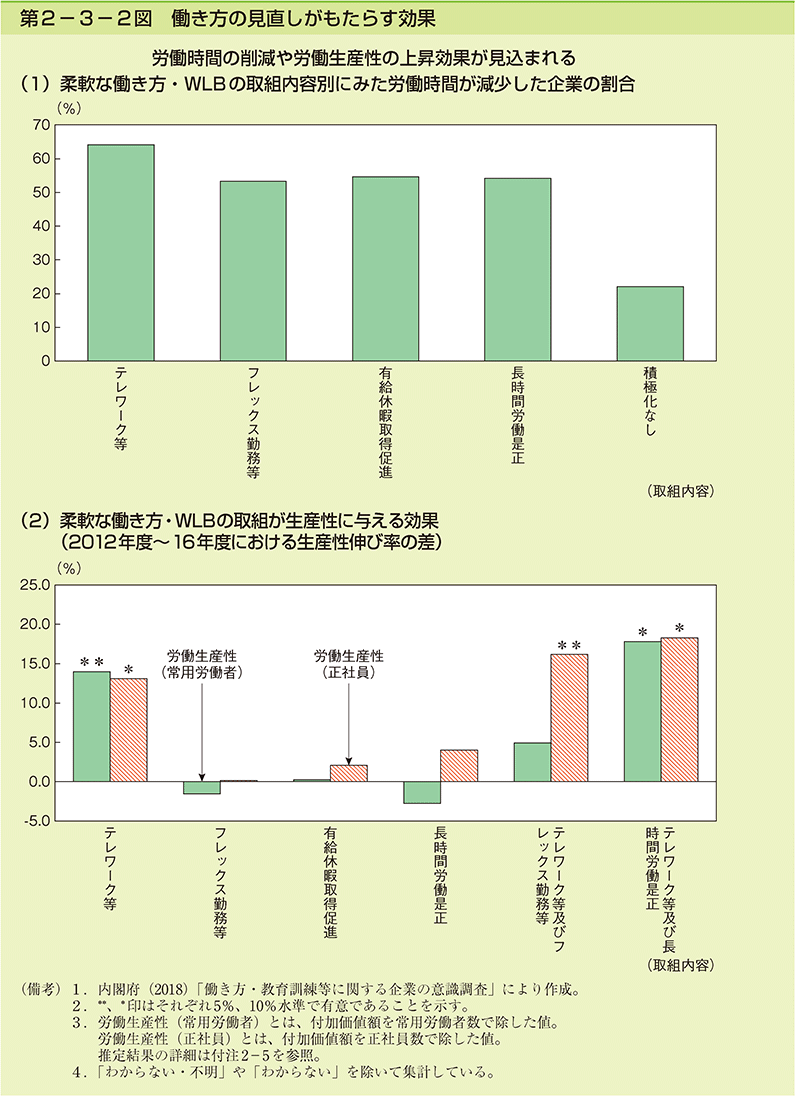 第2-3-2図　働き方の見直しがもたらす効果
労働時間の削減や労働生産性の上昇効果が見込まれる
(1)柔軟な働き方・WLBの取組内容別にみた労働時間が減少した企業の割合
(%)
70
60
50
40
30
20
10
0
テレワーク等
フレックス勤務等
有給休暇取得促進
長時間労働是正
積極化なし
(取組内容)
(2)柔軟な働き方・WLBの取組が生産性に与える効果
(2012年度~16年度における生産性伸び率の差)
(%)
25.0
20.0
15.0
10.0
5.0
0.0
-5.0
**
*
労働生産性
(常用労働者)
労働生産性
(正社員)
**
*
*
テレワーク等
フレックス勤務等
有給休暇取得促進
長時間労働是正
テレワーク等及びフ
レックス勤務等
テレワーク等及び長
時間労働是正
(取組内容)
(備考)1.内閣府(2018)「働き方・教育訓練等に関する企業の意識調査」により作成。
2.**、*印はそれぞれ5%、10%水準で有意であることを示す。
3.労働生産性(常用労働者)とは、付加価値額を常用労働者数で除した値。
労働生産性(正社員)とは、付加価値額を正社員数で除した値。
推定結果の詳細は付注2-5を参照。
4.「わからない・不明」や「わからない」を除いて集計している。